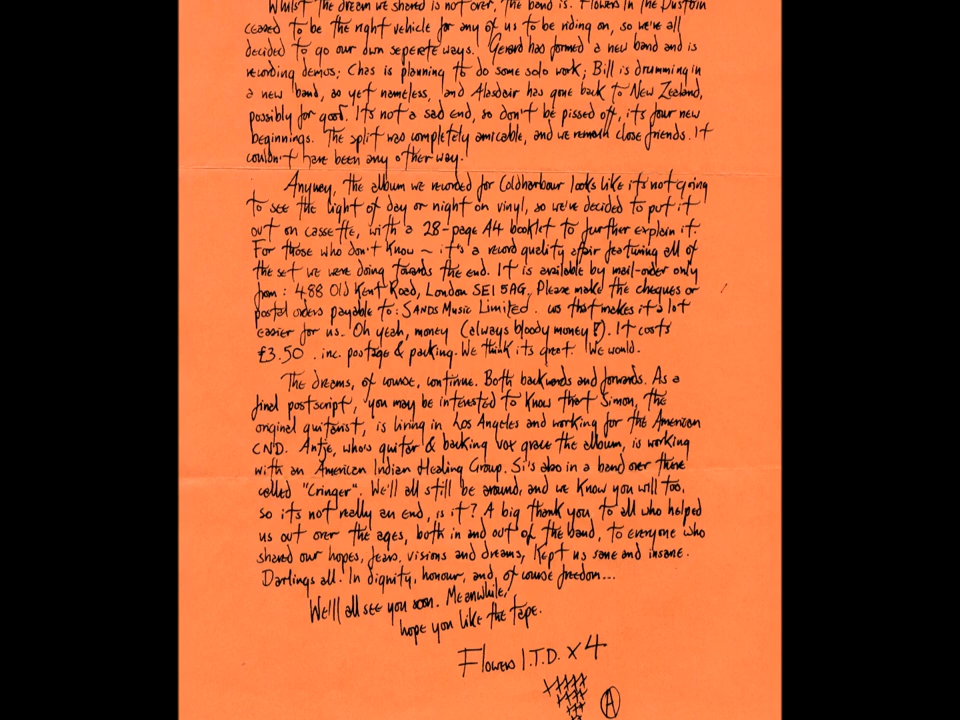 Whilst the dream we shared is not over, the band is. Flowers In The Dustbin
ceased to be the right vehicle for any of us to be riding on, so we've all
decided to go our own seperete ways. Gerard has formed a new band and is
recording demos; Chas is planning to do some solo work; Bill is drumming in
a new band, as yet nameless, and Alasdair has gone back to New Zealand,
possibly for good. It's not a sad end, so don't be pissed off, it's four new
beginnings. The split was completely amicable, and we remain close friends. It
couldn't have been any other way.
Anyway, the album we recorded for Coldharbour looks like it's not going
to see the light of day or night on vinyl, so we've decided to put it
out on cassette, with a 28-page A4 booklet to further explain it.
For those who don't know ~ it's a record quality affair featuring all of
the set we were doing towards the end. It is available by mail-order only
from: 488 Old Kent Road, London SE1 5AG. Please make the cheques or
postal orders payable to: SANDS Music Limited. cos that makes it a lot
easier for us. Oh yeah, money (always bloody money!). It costs
£3.50 . inc. postage & packing. We think its great. We would.
The dreams, of course, continue. Both backwards and forwards. As a
final postscript, you may be interested to know that Simon, the
original guitarist, is living in Los Angeles and working for the American
CND. Antje, who's guitar & backing vox grace the album, is working
with an American Indian Healing Group. Si's also in a band over there
called "Cringer". We'll all still be around, and we know you will too,
so it's not really an end, is it? A big thank you to all who helped
us out over the ages, both in and out of the band, to everyone who
shared our hopes, fears, visions and dreams, kept us sane and insane.
Darlings all. In dignity, honour, and, of course freedom...
We'll all see you soon. Meanwhile,
hope you like the tape.
Flowers I.T.D. x 4
xxxxx
xxxx
xxx
xx
A